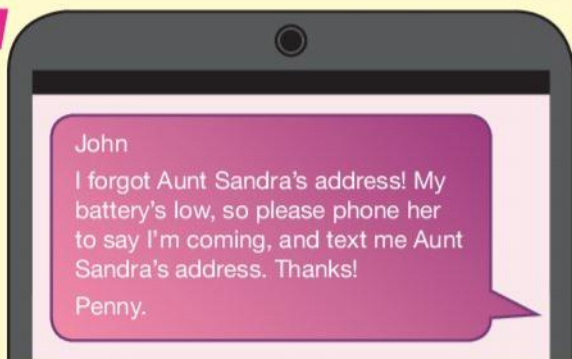 John
I forgot Aunt Sandra's address! My
battery's low, so please phone her
to say I'm coming, and text me Aunt
Sandra's address. Thanks!
Penny.